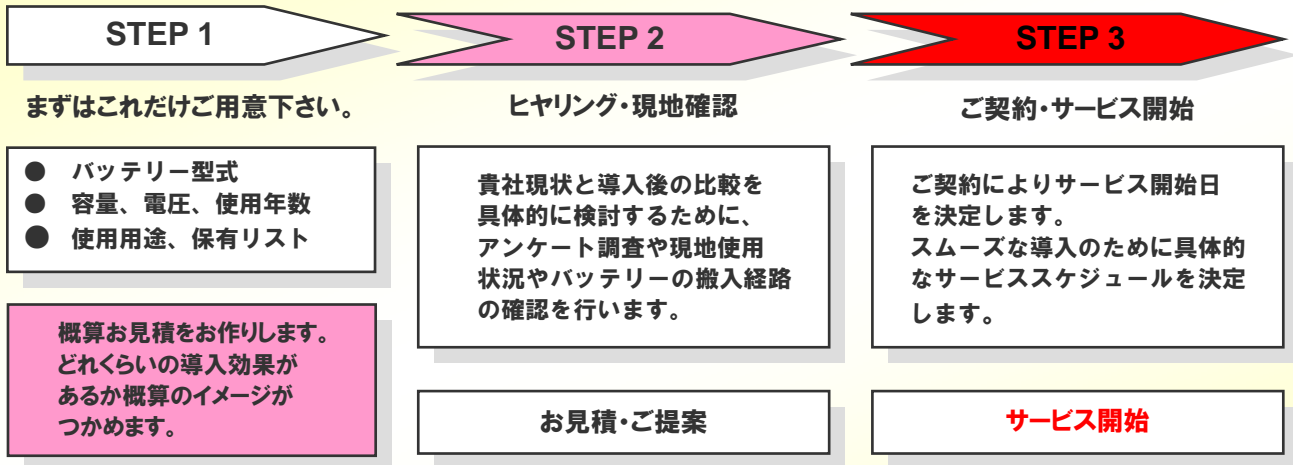 STEP 1
まずはこれだけご用意下さい。
● バッテリー型式
● 容量、電圧、使用年数
● 使用用途、保有リスト
概算お見積をお作りします。
どれくらいの導入効果が
あるか概算のイメージが
つかめます。
STEP 2
ヒヤリング・現地確認
貴社現状と導入後の比較を
具体的に検討するために、
アンケート調査や現地使用
状況やバッテリーの搬入経路
の確認を行います。
お見積・ご提案
STEP 3
ご契約・サービス開始
ご契約によりサービス開始日
を決定します。
スムーズな導入のために具体的
なサービススケジュールを決定
します。
サービス開始